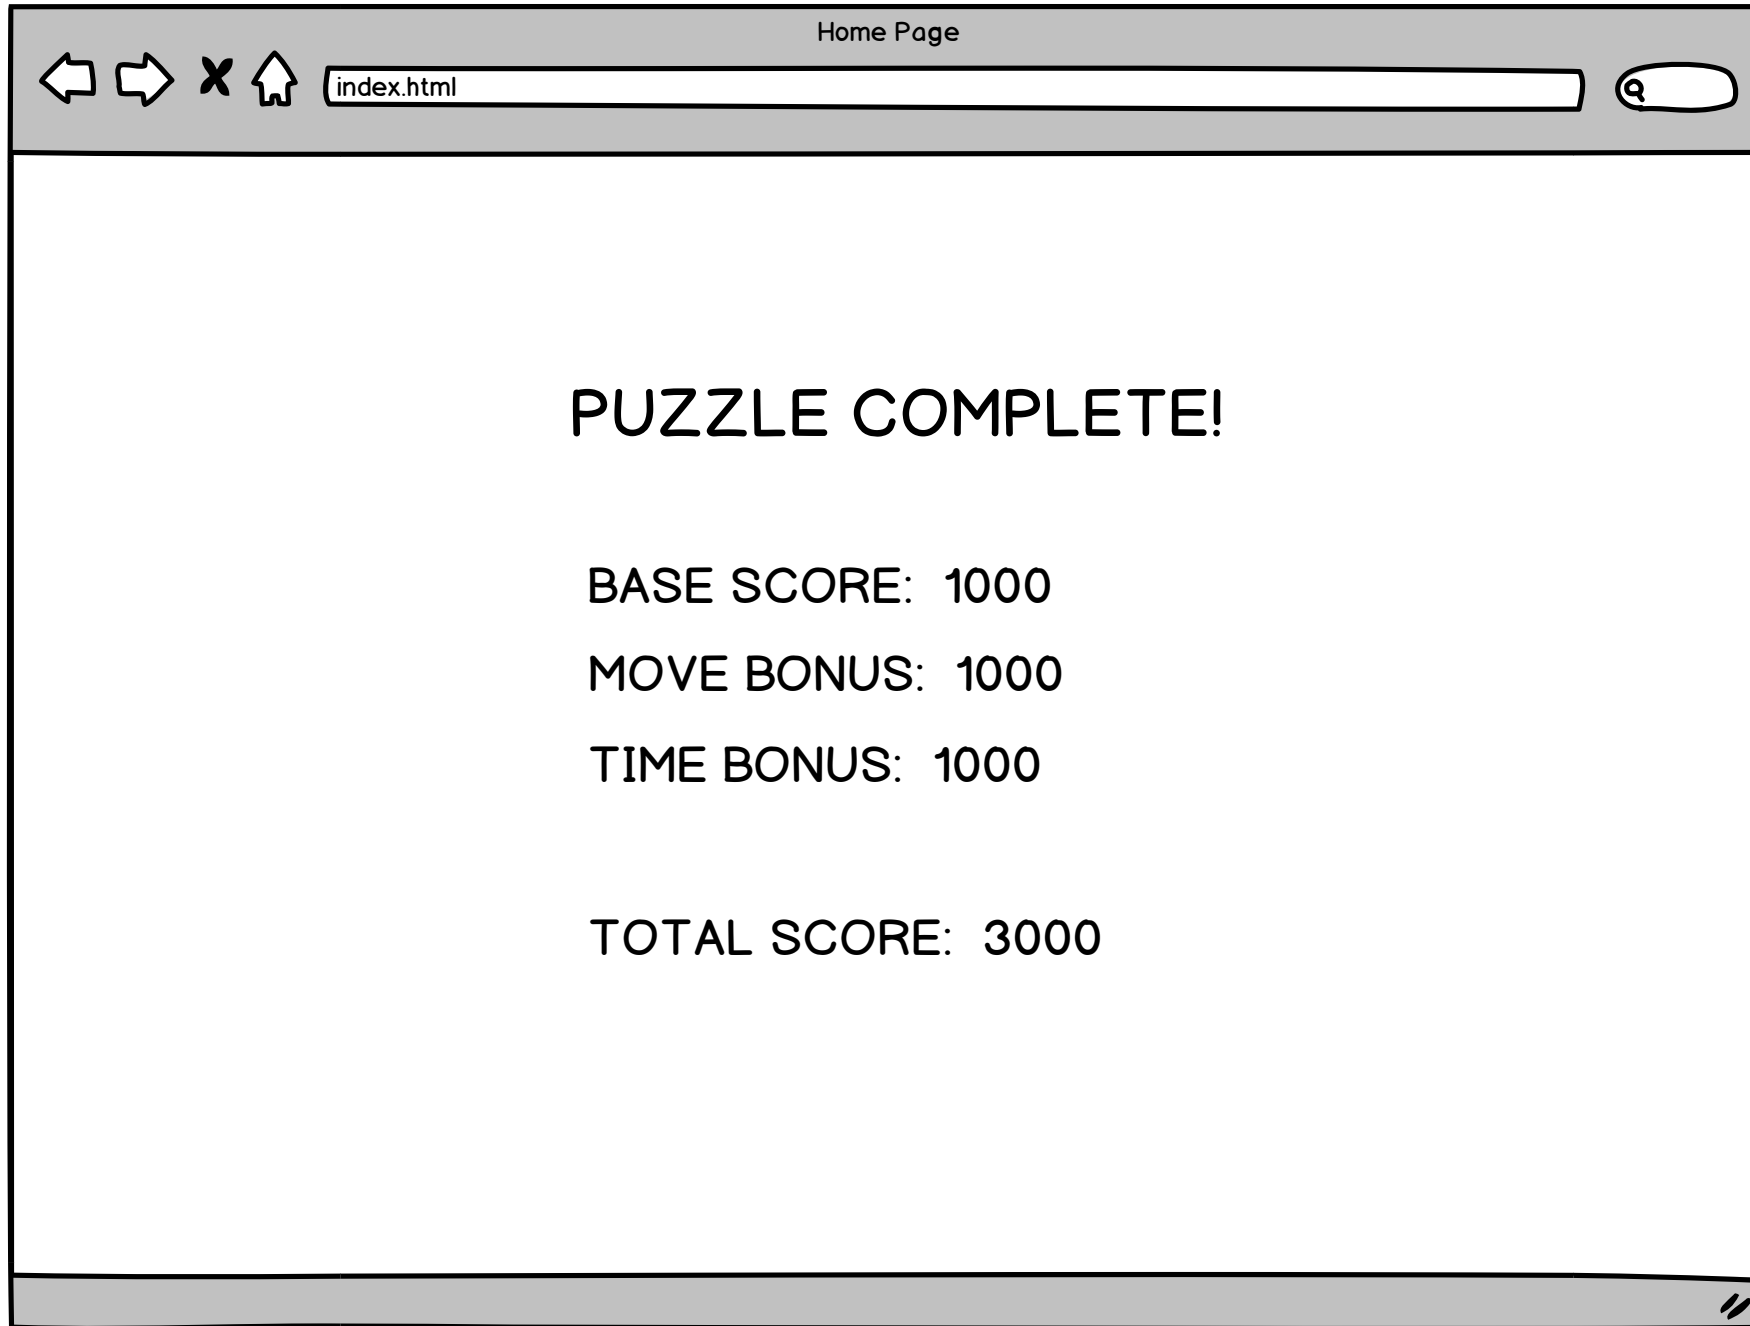 Home Page
index.html
PUZZLE COMPLETE!
BASE SCORE: 1000
MOVE BONUS: 1000
TIME BONUS: 1000
TOTAL SCORE: 3000